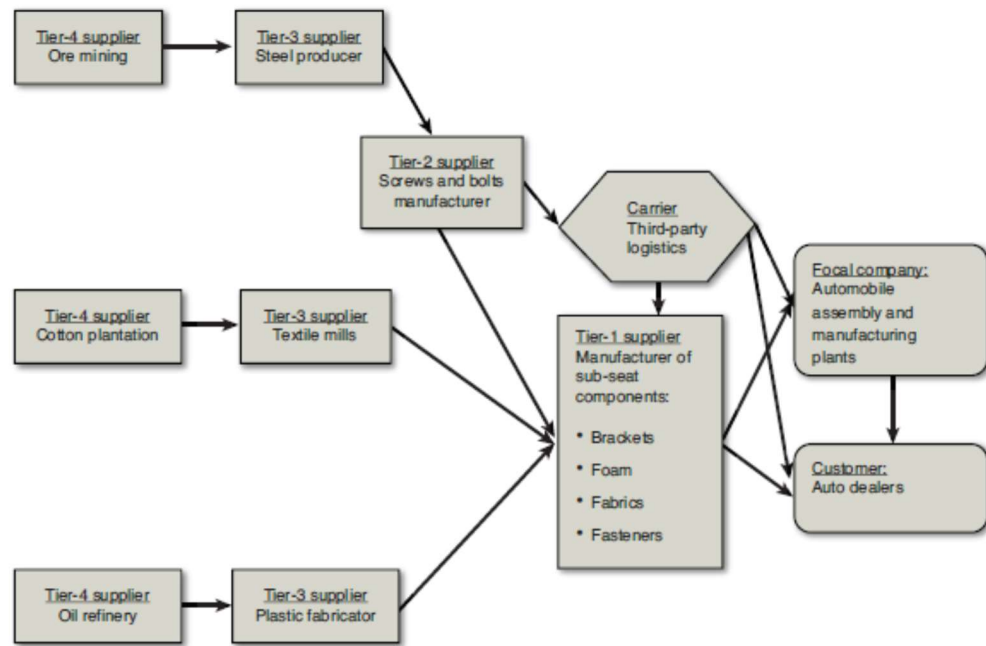 Tier-4 supplier
Ore mining
Tier-3 supplier
Steel producer
Tier-2 supplier
Screws and bolts
manufacturer
Carrier
Third-party
logistics
Focal company:
Automobile
assembly and
manufacturing
plants
Tier-4 supplier
Cotton plantation
Tier-3 supplier
Textile mills
Tier-1 supplier
Manufacturer of
sub-seat
components:
• Brackets
• Foam
• Fabrics
• Fasteners
Customer:
Auto dealers
Tier-4 supplier
Oil refinery
Tier-3 supplier
Plastic fabricator